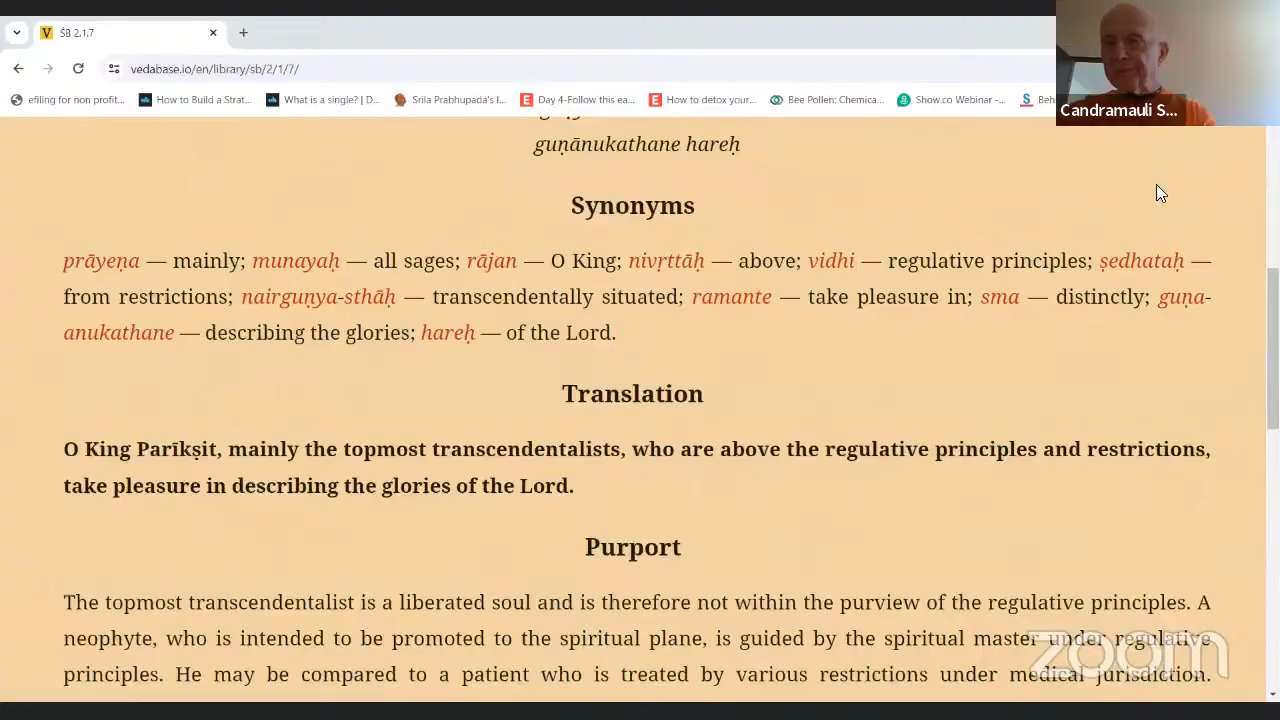 ŚB 2.1.7
vedabase.io/en/library/sb/2/1/7/
efiling for non profit... How to Build a Strat... What is a single| D... Srila Prabhupada's l... Day 4-Follow this ea... How to detox your... Bee Pollen: Chemica... Show.co Webinar -... Beh
Candramauli S...
guṇānukathane hareḥ
Synonyms
prāyeṇa — mainly; munayaḥ — all sages; rājan — O King; nivṛttāḥ — above; vidhi — regulative principles; ṣedhataḥ —
from restrictions; nairguṇya-sthāḥ — transcendentally situated; ramante — take pleasure in; sma — distinctly; guṇa-
anukathane — describing the glories; hareḥ — of the Lord.
Translation
O King Parīkṣit, mainly the topmost transcendentalists, who are above the regulative principles and restrictions,
take pleasure in describing the glories of the Lord.
Purport
The topmost transcendentalist is a liberated soul and is therefore not within the purview of the regulative principles. A
neophyte, who is intended to be promoted to the spiritual plane, is guided by the spiritual master under regulative
principles. He may be compared to a patient who is treated by various restrictions under medical jurisdiction.
zoom